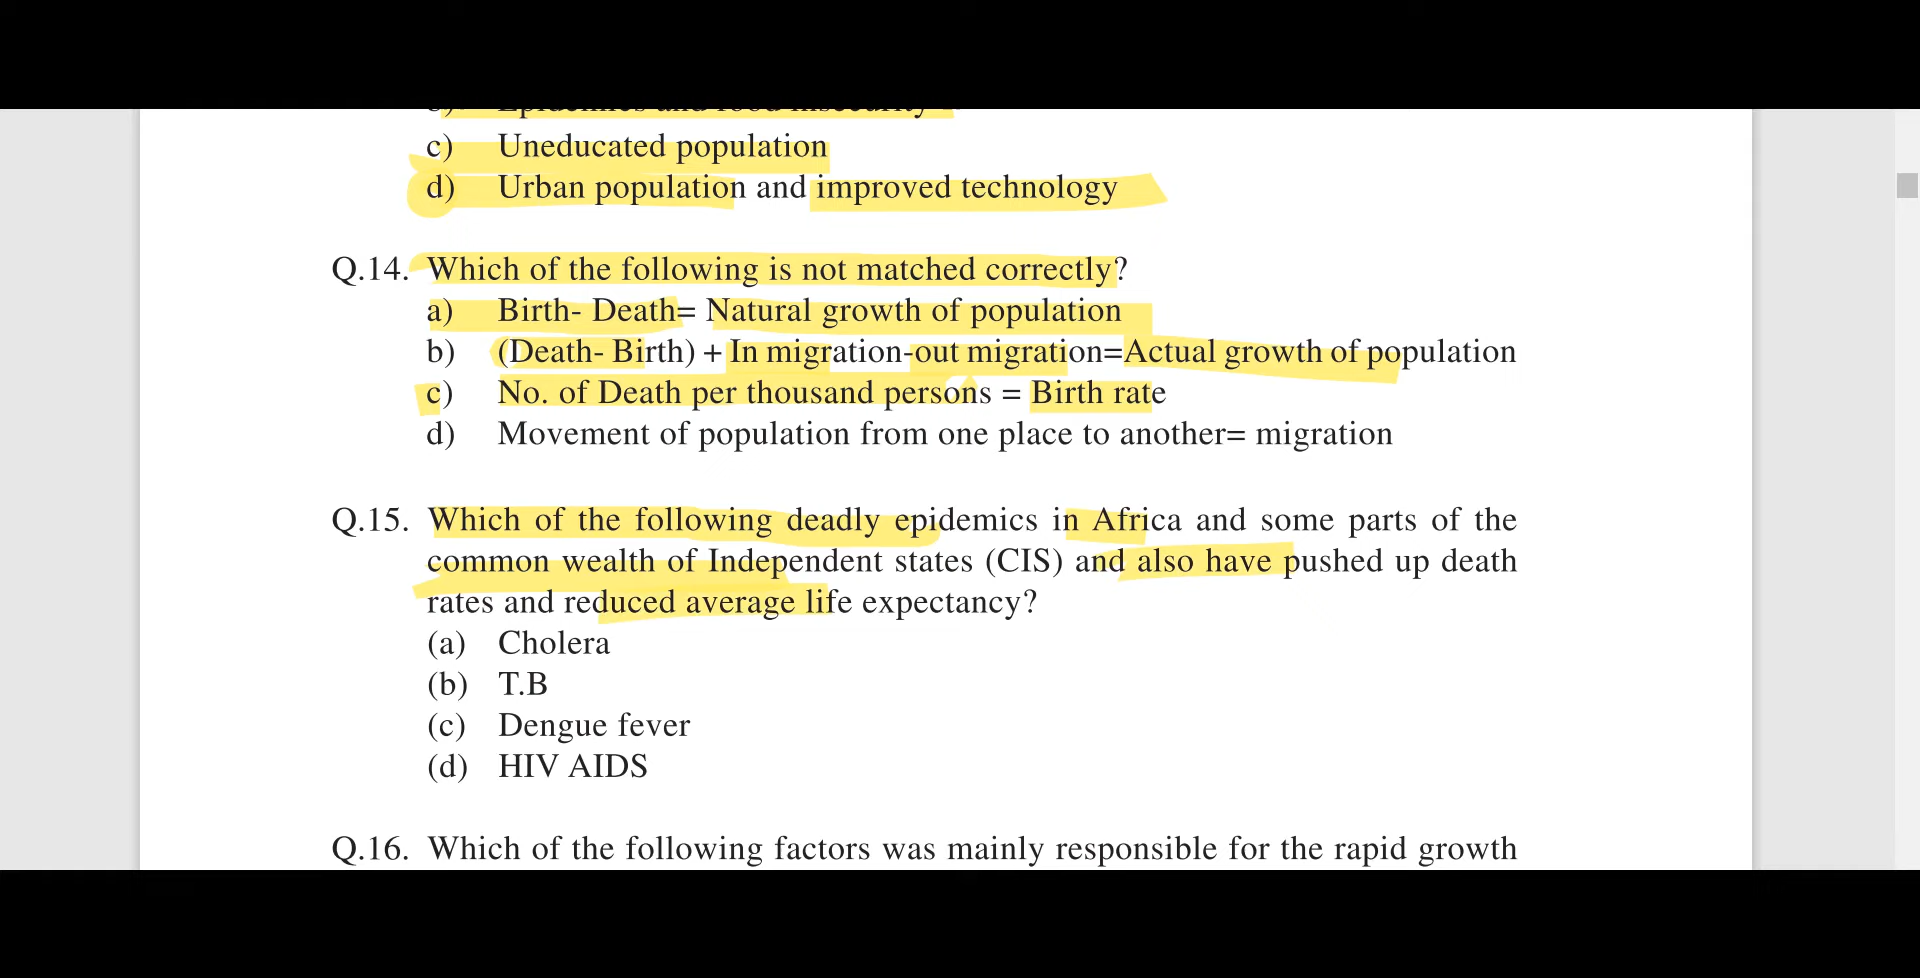 b) Epidemics and food insecurity
c) Uneducated population
d) Urban population and improved technology
Q.14. Which of the following is not matched correctly?
a) Birth- Death= Natural growth of population
b) (Death- Birth) + In migration-out migration=Actual growth of population
c) No. of Death per thousand persons = Birth rate
d) Movement of population from one place to another= migration
Q.15. Which of the following deadly epidemics in Africa and some parts of the
common wealth of Independent states (CIS) and also have pushed up death
rates and reduced average life expectancy?
(a) Cholera
(b) T.B
(c) Dengue fever
(d) HIV AIDS
Q.16. Which of the following factors was mainly responsible for the rapid growth